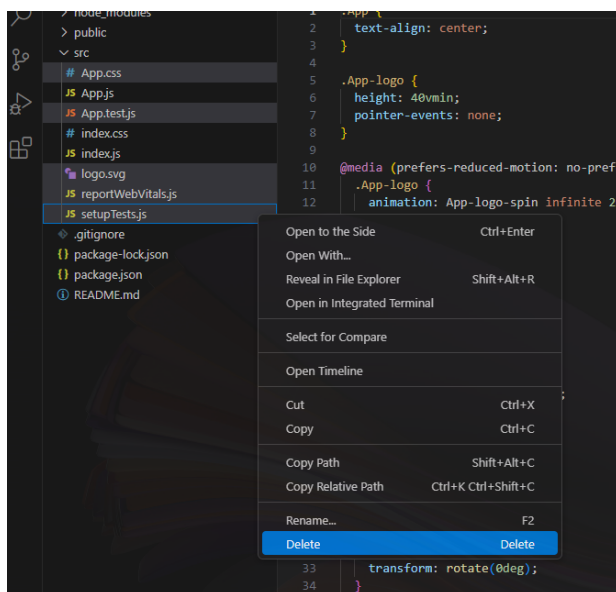 node_modules
public
src
App.css
App.js
App.test.js
index.css
index.js
logo.svg
reportWebVitals.js
setupTests.js
.gitignore
package-lock.json
package.json
README.md
1 .App {
2 text-align: center;
3 }
4
5 .App-logo {
6 height: 40vmin;
7 pointer-events: none;
8 }
9
10 @media (prefers-reduced-motion: no-pref
11 .App-logo {
12 animation: App-logo-spin infinite 2
Open to the Side Ctrl+Enter
Open With...
Reveal in File Explorer Shift+Alt+R
Open in Integrated Terminal
Select for Compare
Open Timeline
Cut Ctrl+X
Copy Ctrl+C
Copy Path Shift+Alt+C
Copy Relative Path Ctrl+K Ctrl+Shift+C
Rename... F2
Delete Delete
;
33 transform: rotate(0deg);
34 }